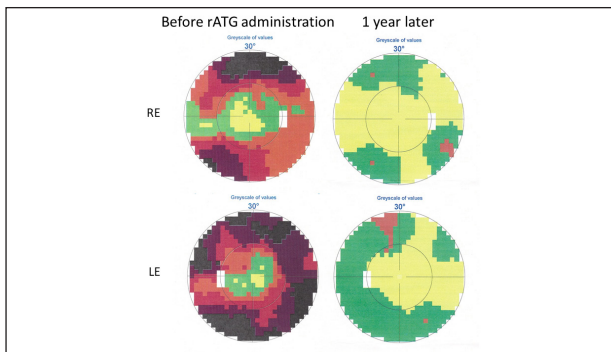 Before rATG administration 1 year later
Greyscale of values Greyscale of values
30° 30°
RE
Greyscale of values Greyscale of values
30° 30°
LE